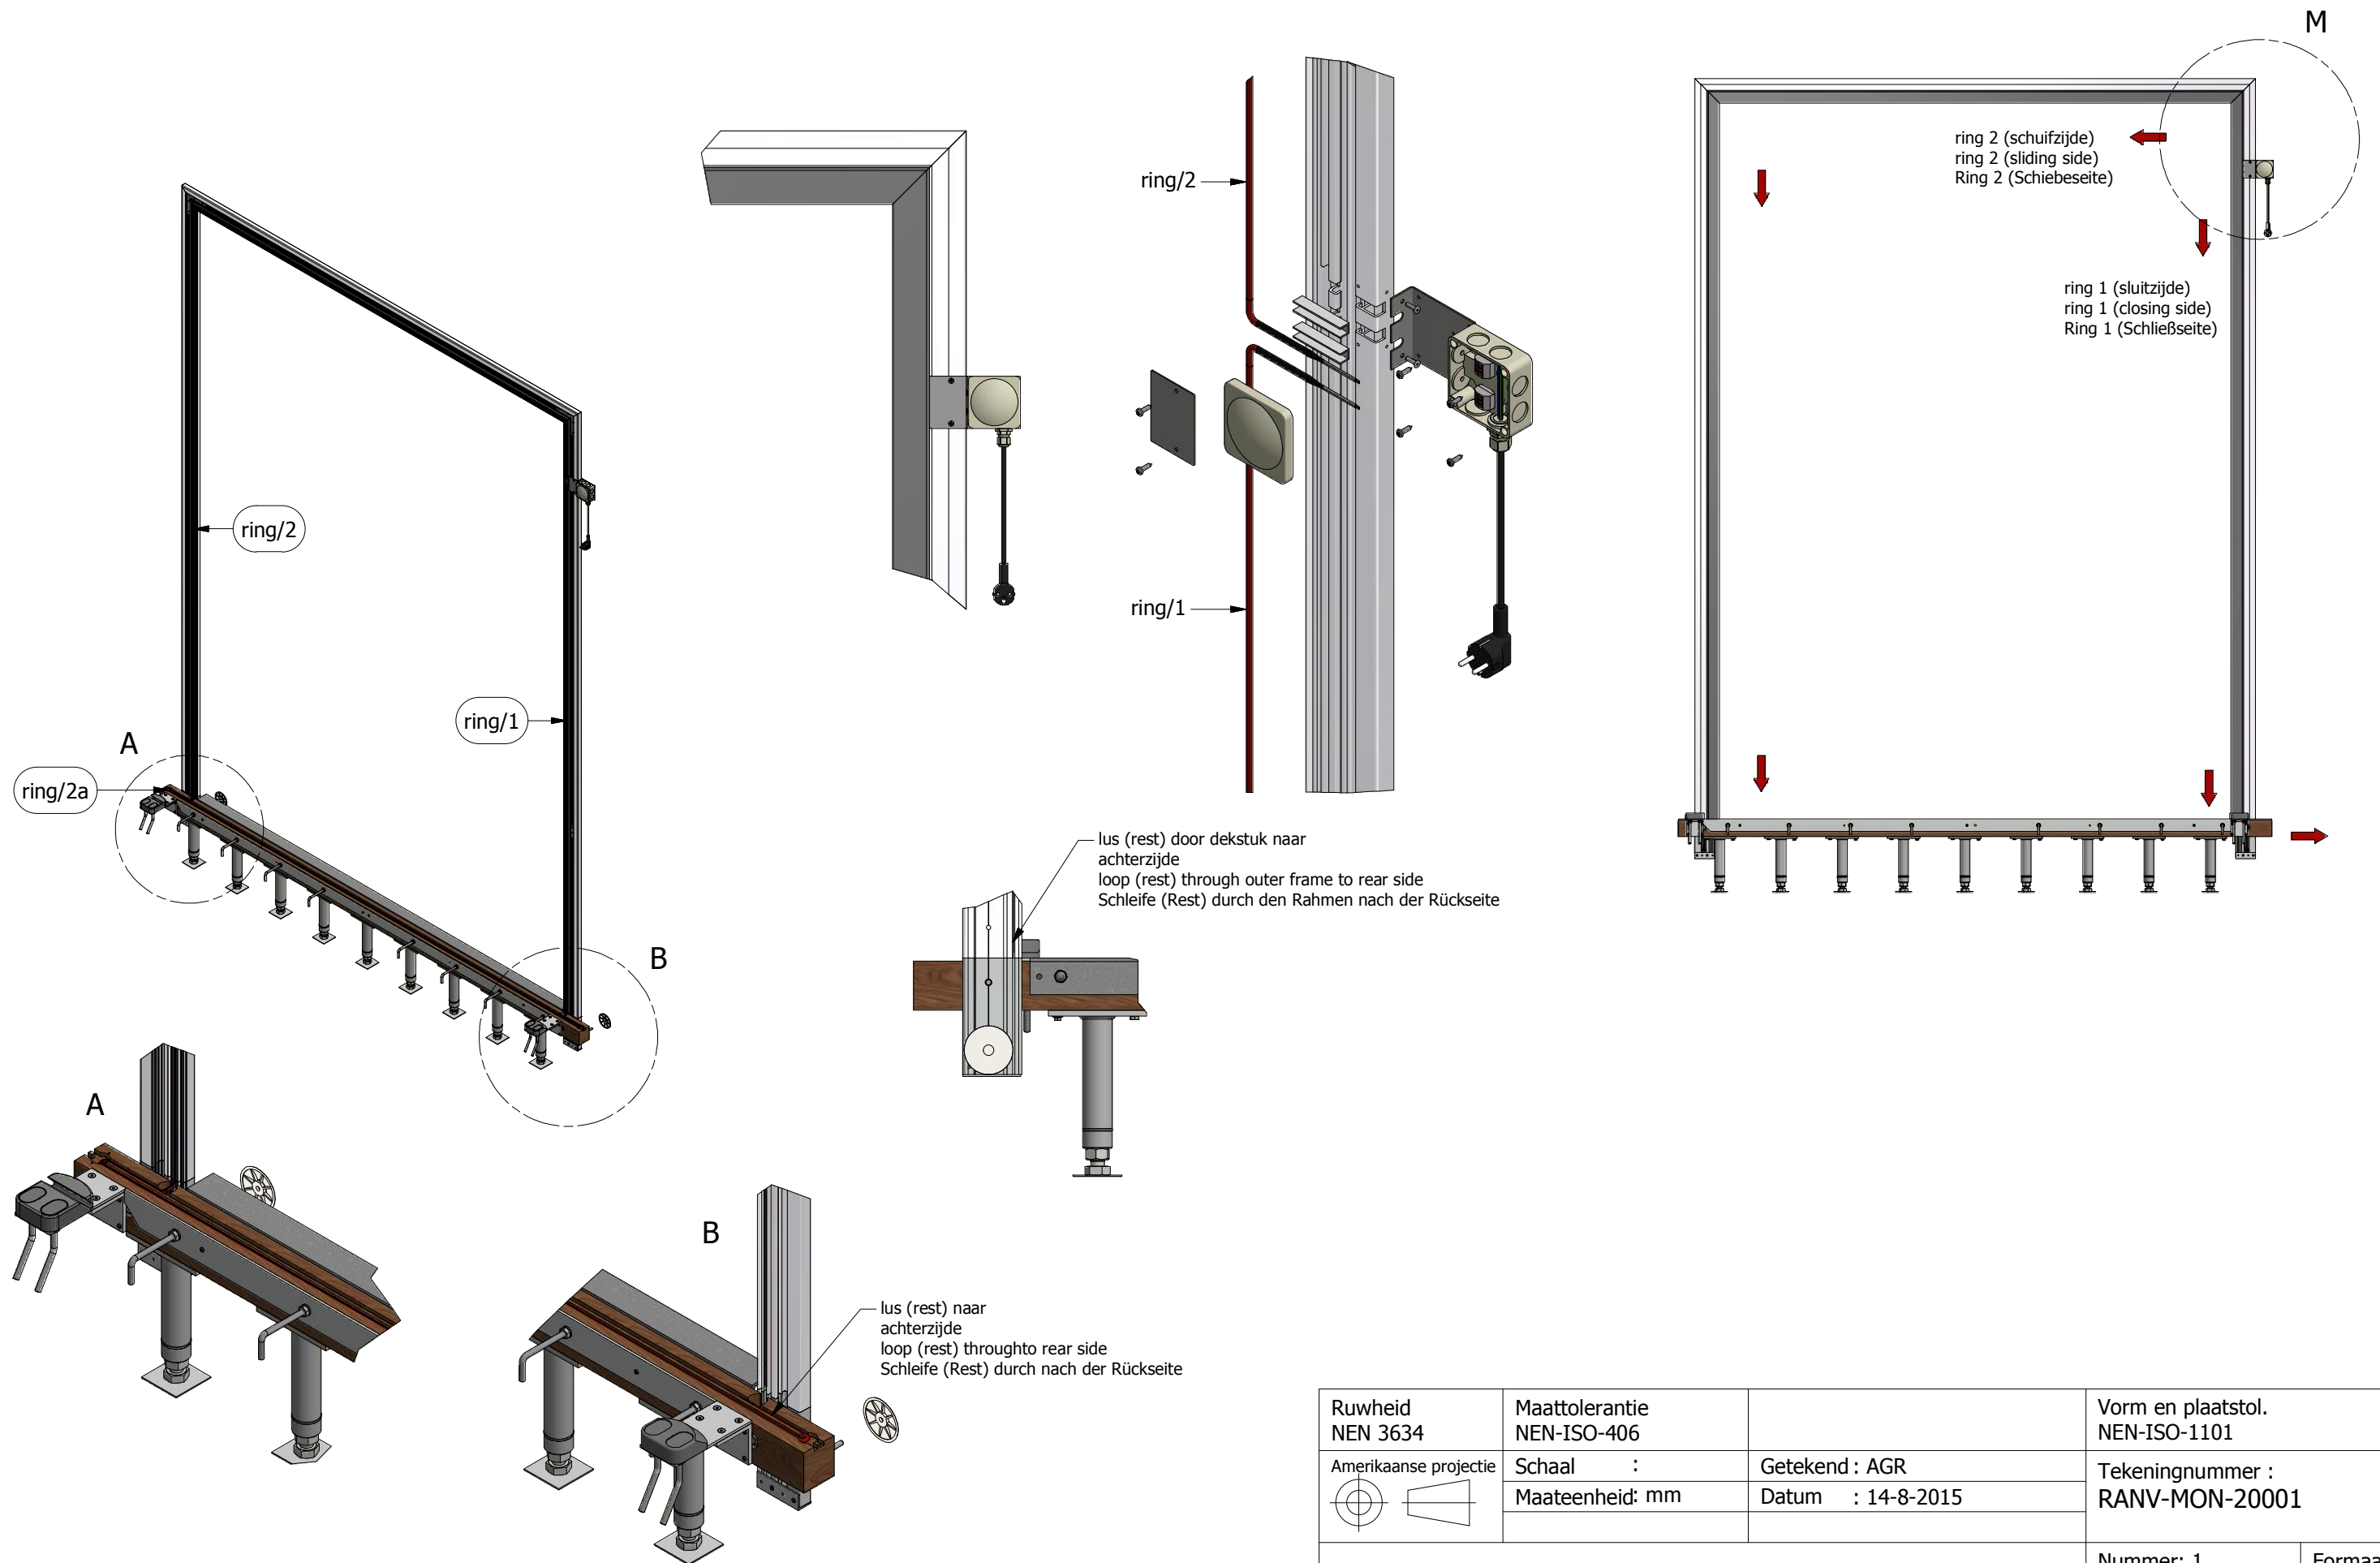 M
ring 2 (schuifzijde)
ring 2 (sliding side)
Ring 2 (Schiebeseite)
ring 1 (sluitzijde)
ring 1 (closing side)
Ring 1 (Schließseite)
ring/2
ring/1
ring/2
ring/1
A
ring/2a
B
lus (rest) door dekstuk naar
achterzijde
loop (rest) through outer frame to rear side
Schleife (Rest) durch den Rahmen nach der Rückseite
A
B
lus (rest) naar
achterzijde
loop (rest) throughto rear side
Schleife (Rest) durch nach der Rückseite
Ruwheid
NEN 3634
Maattolerantie
NEN-ISO-406
Vorm en plaatstol.
NEN-ISO-1101
Amerikaanse projectie
Schaal :
Getekend : AGR
Tekeningnummer :
RANV-MON-20001
Maateenheid: mm
Datum : 14-8-2015
Nummer: 1